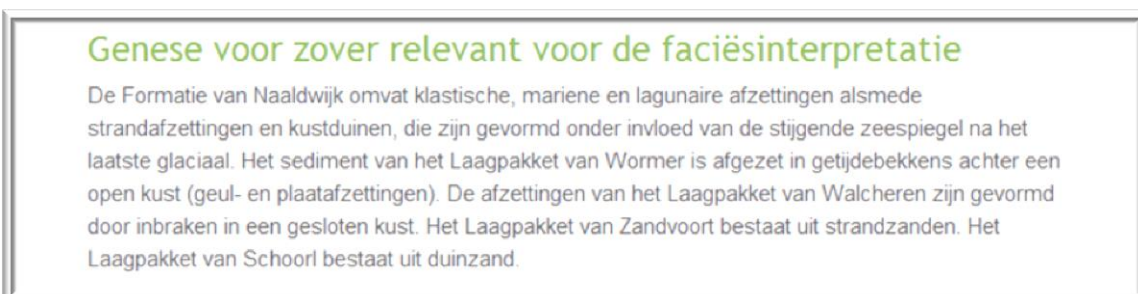 Genese voor zover relevant voor de faciësinterpretatie
De Formatie van Naaldwijk omvat klastische, mariene en lagunaire afzettingen alsmede
strandafzettingen en kustduinen, die zijn gevormd onder invloed van de stijgende zeespiegel na het
laatste glaciaal. Het sediment van het Laagpakket van Wormer is afgezet in getijdebekkens achter een
open kust (geul- en plaatafzettingen). De afzettingen van het Laagpakket van Walcheren zijn gevormd
door inbraken in een gesloten kust. Het Laagpakket van Zandvoort bestaat uit strandzanden. Het
Laagpakket van Schoorl bestaat uit duinzand.